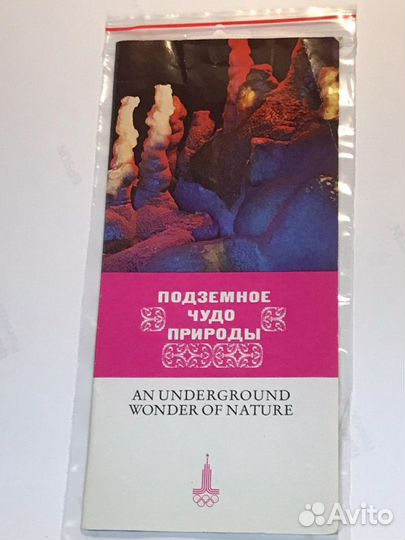 ПОДЗЕМНОЕ
ЧУДО
ПРИРОДЫ
AN UNDERGROUND
WONDER OF NATURE
Avito